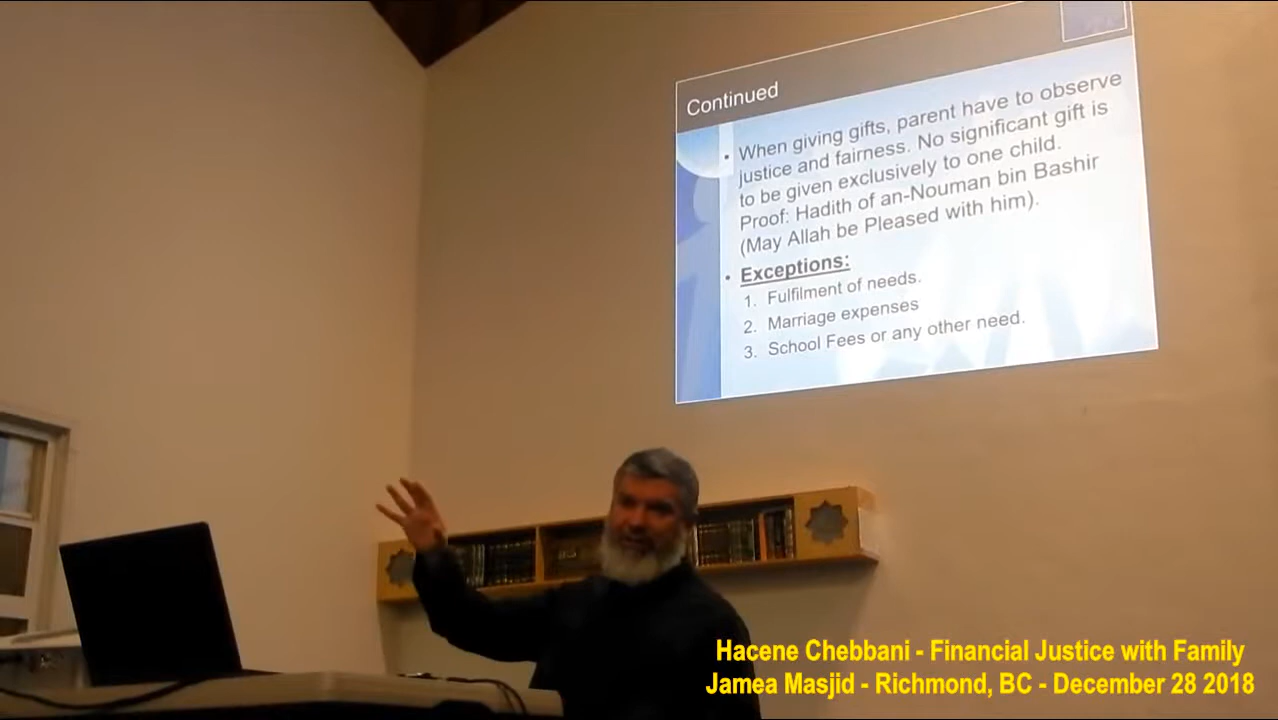 Continued
• When giving gifts, parent have to observe
justice and fairness. No significant gift is
to be given exclusively to one child.
Proof: Hadith of an-Nouman bin Bashir
(May Allah be Pleased with him).
• Exceptions:
1. Fulfilment of needs.
2. Marriage expenses
3. School Fees or any other need.
Hacene Chebbani - Financial Justice with Family
Jamea Masjid - Richmond, BC - December 28 2018